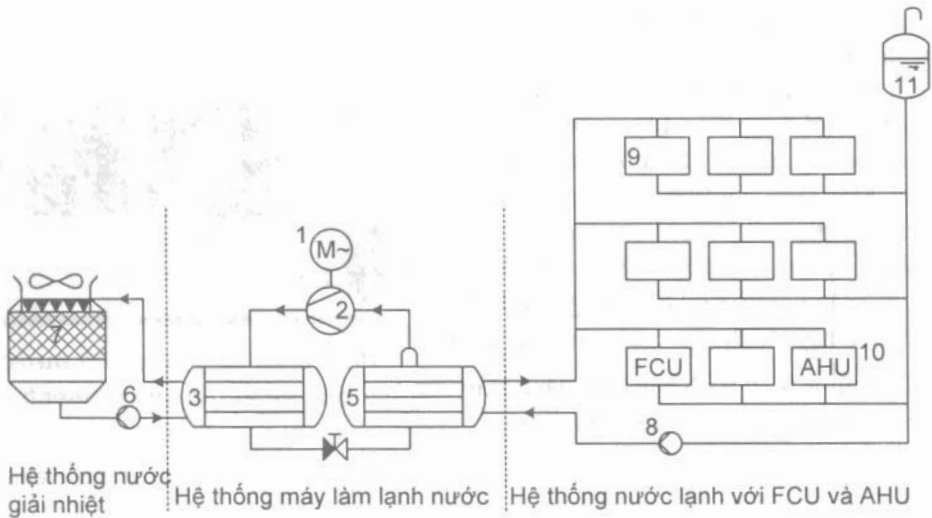 11
9
1
M~
2
7
FCU
AHU
10
3
5
6
8
Hệ thống nước
giải nhiệt
Hệ thống máy làm lạnh nước
Hệ thống nước lạnh với FCU và AHU